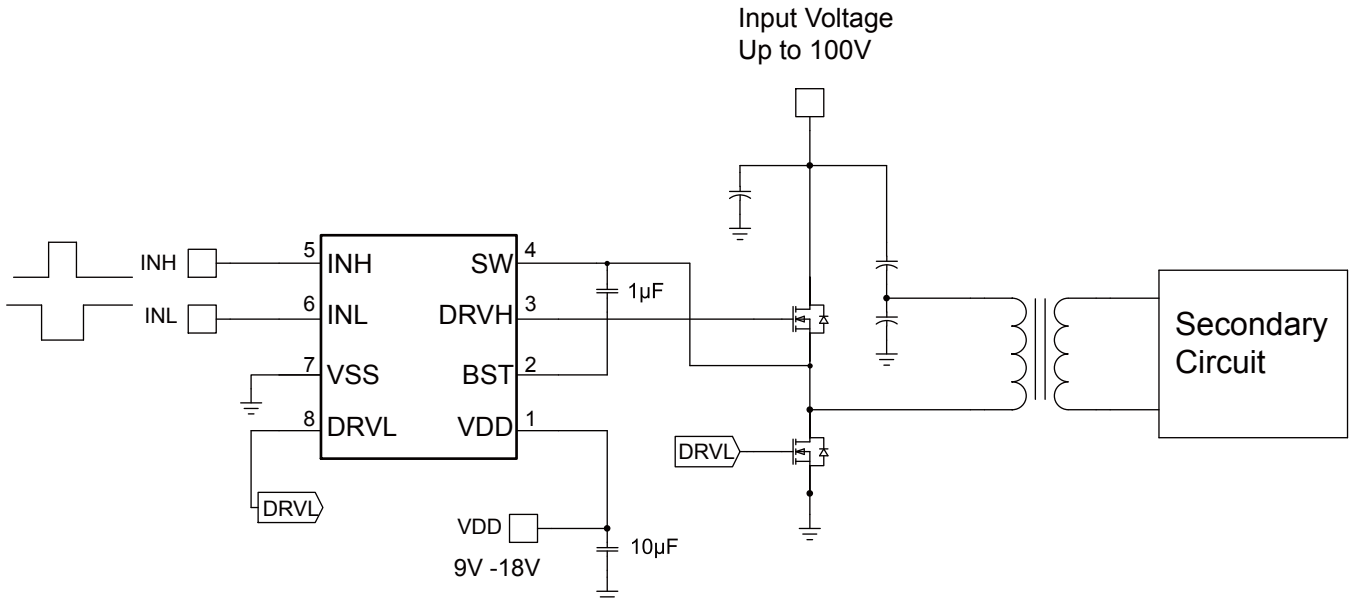 Input Voltage
Up to 100V
INH
5
INH
SW
4
1µF
INL
6
INL
DRVH
3
7
VSS
BST
2
8
DRVL
VDD
1
DRVL
DRVL
VDD
10µF
9V -18V
Secondary
Circuit